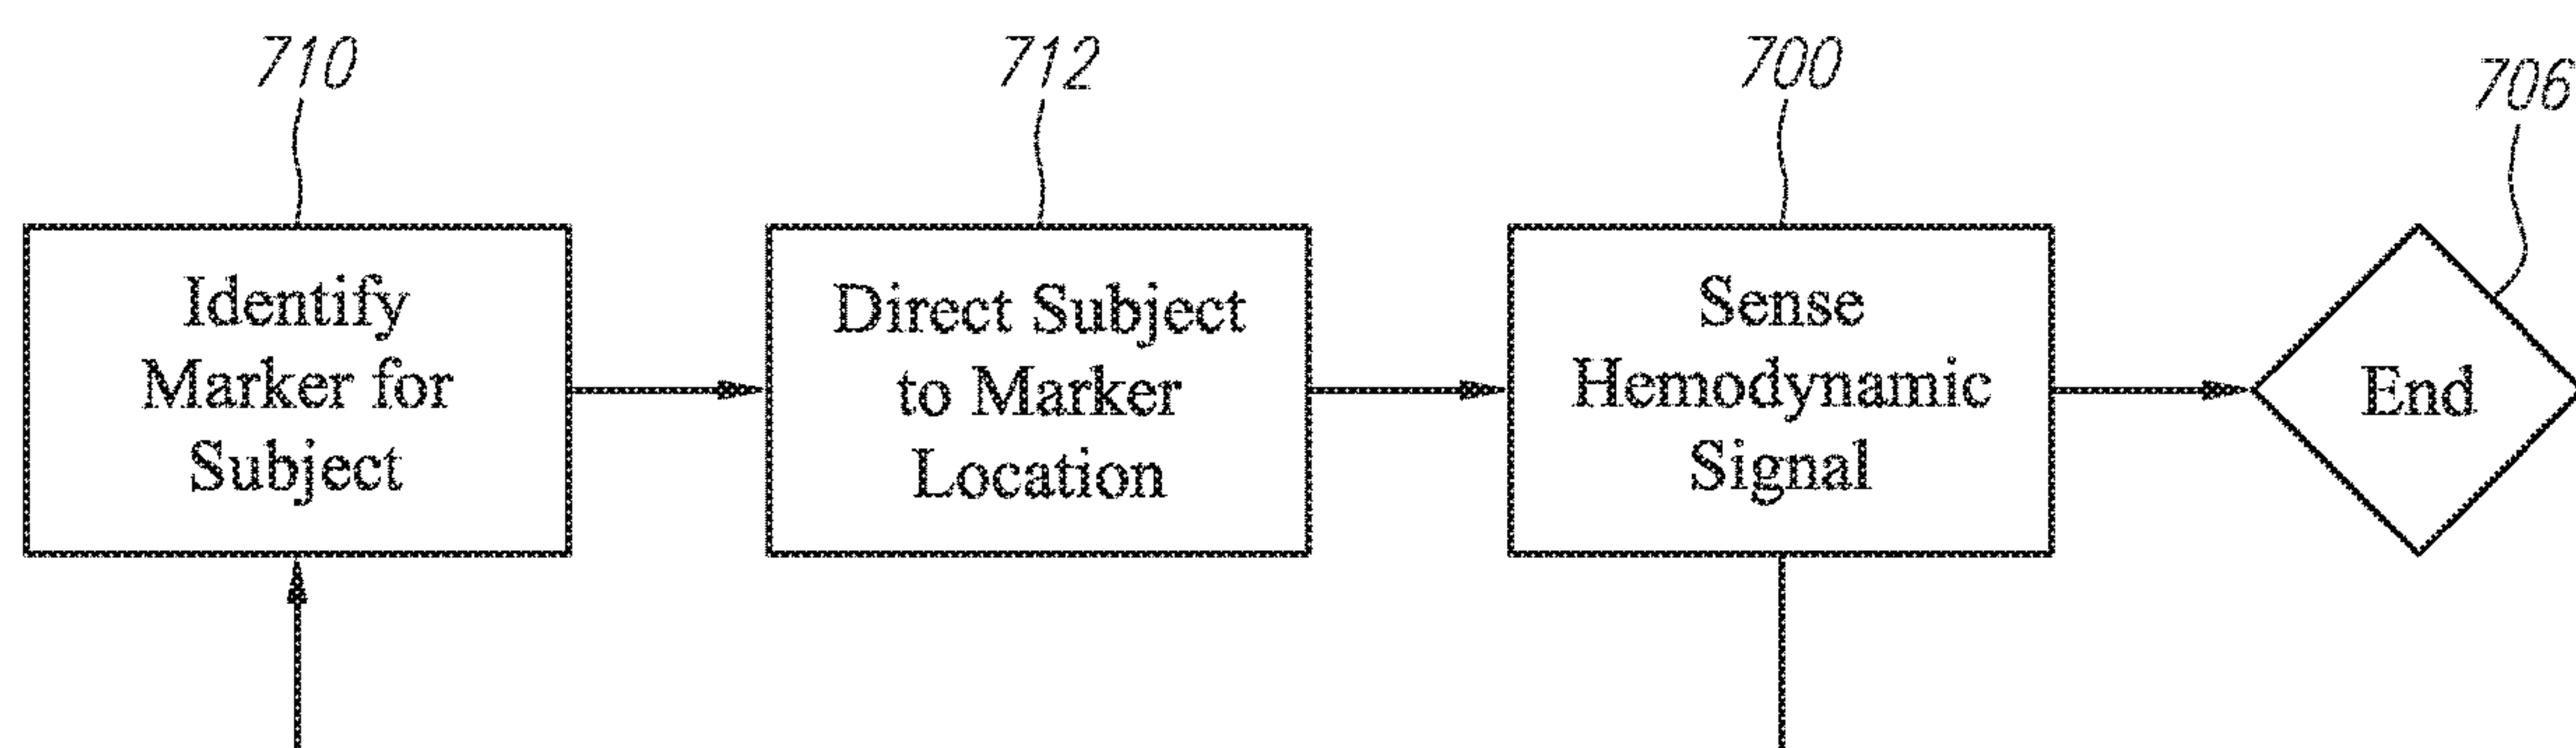 710
712
700
706
Identify
Marker for
Subject
Direct Subject
to Marker
Location
Sense
Hemodynamic
Signal
End